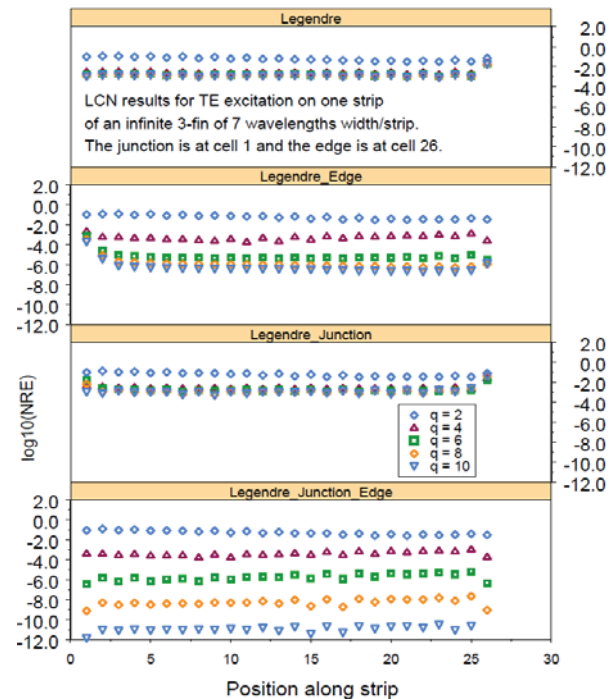 Legendre
2.0
0.0
-2.0
-4.0
-6.0
-8.0
-10.0
-12.0
LCN results for TE excitation on one strip
of an infinite 3-fin of 7 wavelengths width/strip.
The junction is at cell 1 and the edge is at cell 26.
Legendre_Edge
2.0
0.0
-2.0
-4.0
-6.0
-8.0
-10.0
-12.0
Legendre_Junction
2.0
0.0
-2.0
-4.0
-6.0
-8.0
-10.0
-12.0
log10(NRE)
q = 2
q = 4
q = 6
q = 8
q = 10
Legendre_Junction_Edge
2.0
0.0
-2.0
-4.0
-6.0
-8.0
-10.0
-12.0
0 5 10 15 20 25 30
Position along strip